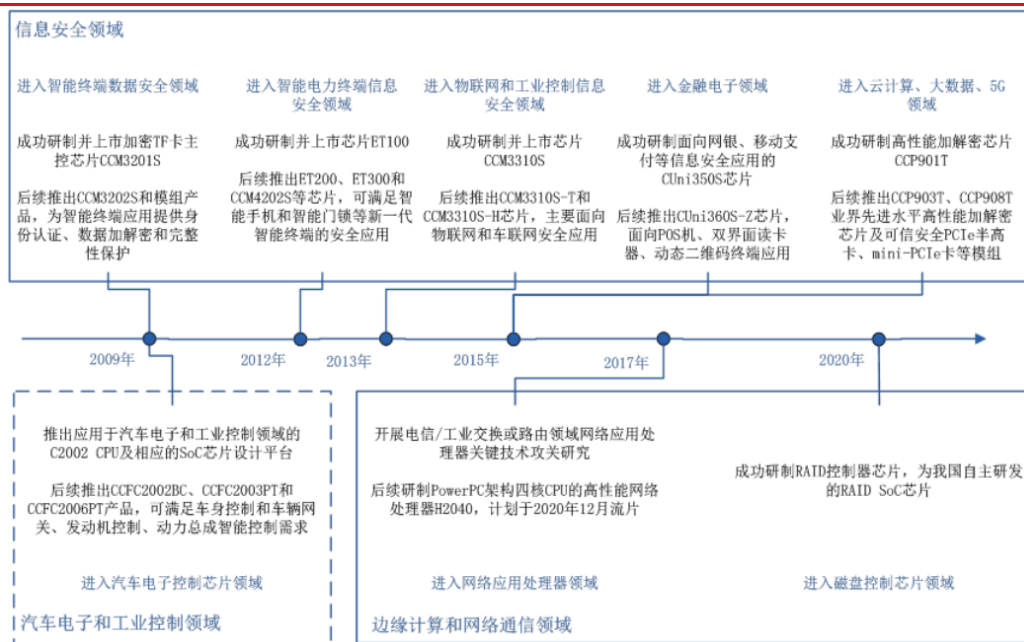 信息安全领域
进入智能终端数据安全领域
成功研制并上市加密TF卡主
控芯片CCM3201S
后续推出CCM3202S和模组产
品，为智能终端应用提供身
份认证、数据加解密和完整
性保护
进入智能电力终端信息
安全领域
成功研制并上市芯片ET100
后续推出ET200、ET300和
CCM4202S等芯片，可满足智
能手机和智能门锁等新一代
智能终端的安全应用
进入物联网和工业控制信息
安全领域
成功研制并上市芯片
CCM3310S
后续推出CCM3310S-T和
CCM3310S-H芯片，主要面向
物联网和车联网安全应用
进入金融电子领域
成功研制面向网银、移动支
付等信息安全应用的
CUni350S芯片
后续推出CUni360S-Z芯片，
面向POS机、双界面读卡
器、动态二维码终端应用
进入云计算、大数据、5G
领域
成功研制高性能加解密芯片
CCP901T
后续推出CCP903T、CCP908T
业界先进水平高性能加解密
芯片及可信安全PCIe半高
卡、mini-PCIe卡等模组
2009年
2012年
2013年
2015年
2017年
2020年
推出应用于汽车电子和工业控制领域的
C2002 CPU及相应的SoC芯片设计平台
后续推出CCFC2002BC、CCFC2003PT和
CCFC2006PT产品，可满足车身控制和车辆网
关、发动机控制、动力总成智能控制需求
进入汽车电子控制芯片领域
汽车电子和工业控制领域
开展电信/工业交换或路由领域网络应用处
理器关键技术攻关研究
后续研制PowerPC架构四核CPU的高性能网络
处理器H2040，计划于2020年12月流片
进入网络应用处理器领域
成功研制RAID控制器芯片，为我国自主研发
的RAID SoC芯片
进入磁盘控制芯片领域
边缘计算和网络通信领域